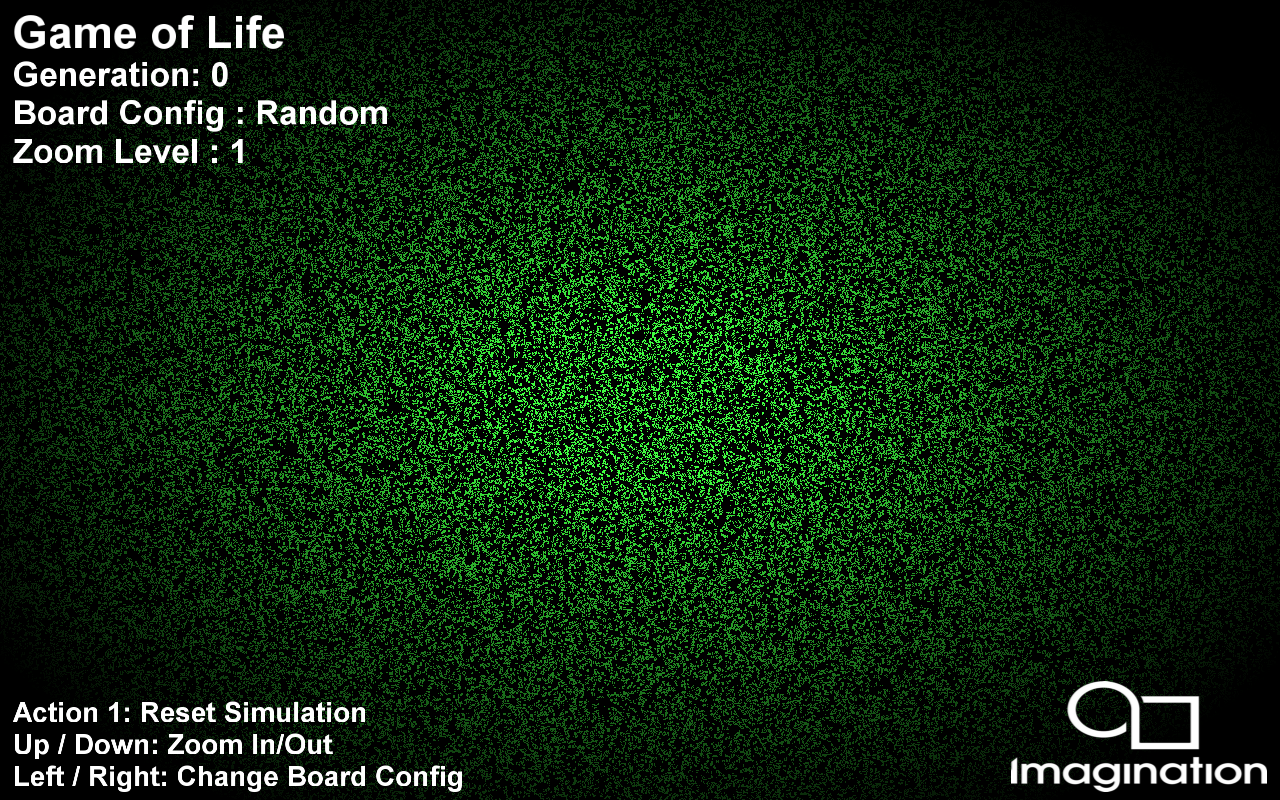 Game of Life
Generation: 0
Board Config : Random
Zoom Level : 1
Action 1: Reset Simulation
Up / Down: Zoom In/Out
Left / Right: Change Board Config
Imagination